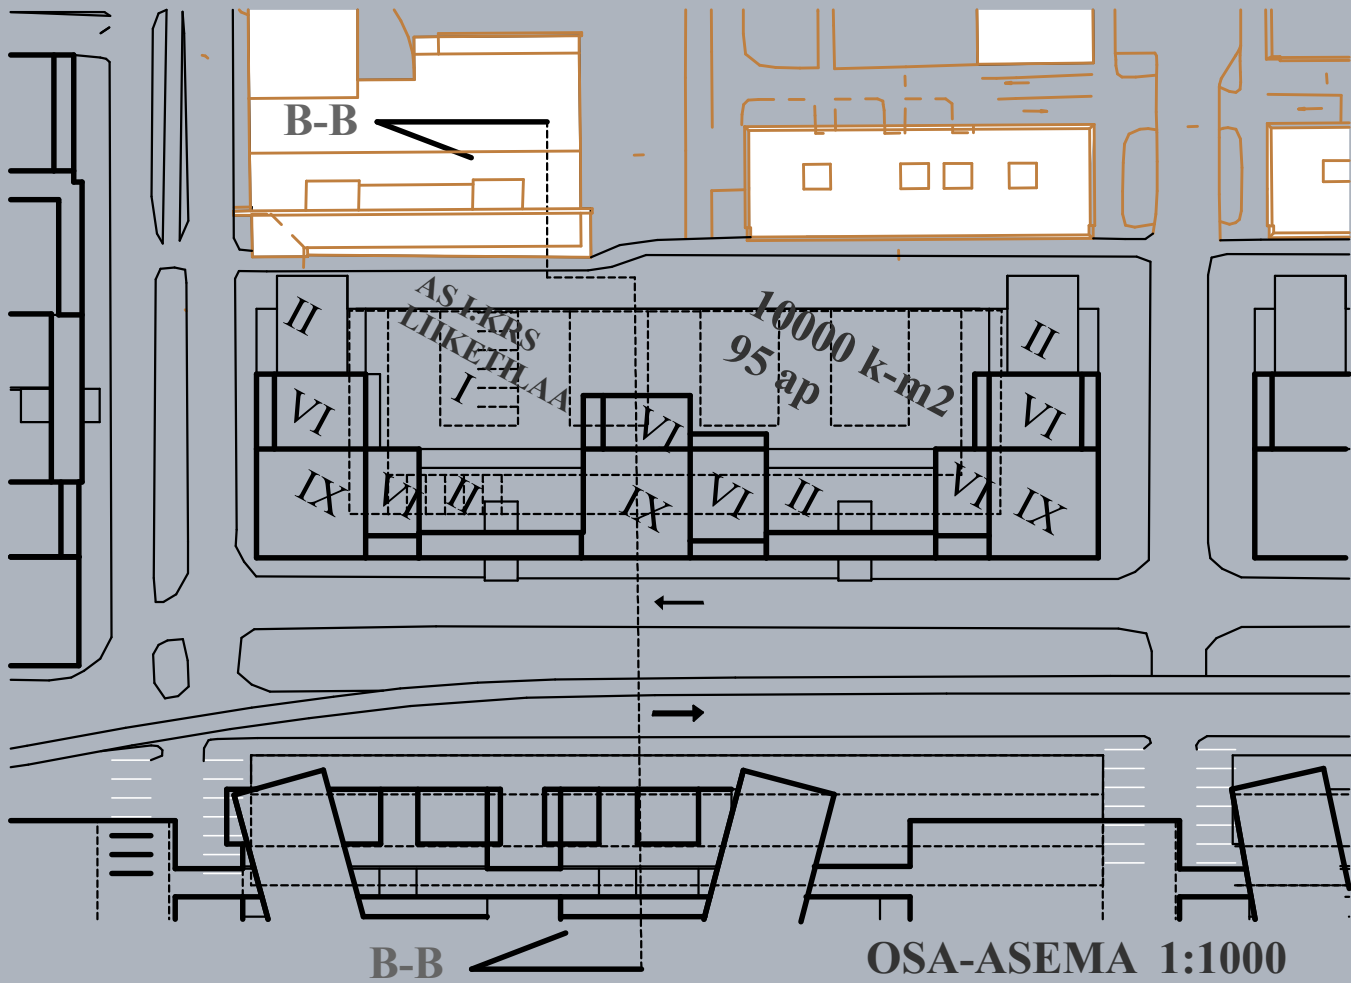 B-B
II
AS I.KRS
LIIKETILAA
I
10000 k-m2
95 ap
II
VI
VI
VI
IX
VI
II
IX
VI
II
VI
IX
B-B
OSA-ASEMA 1:1000